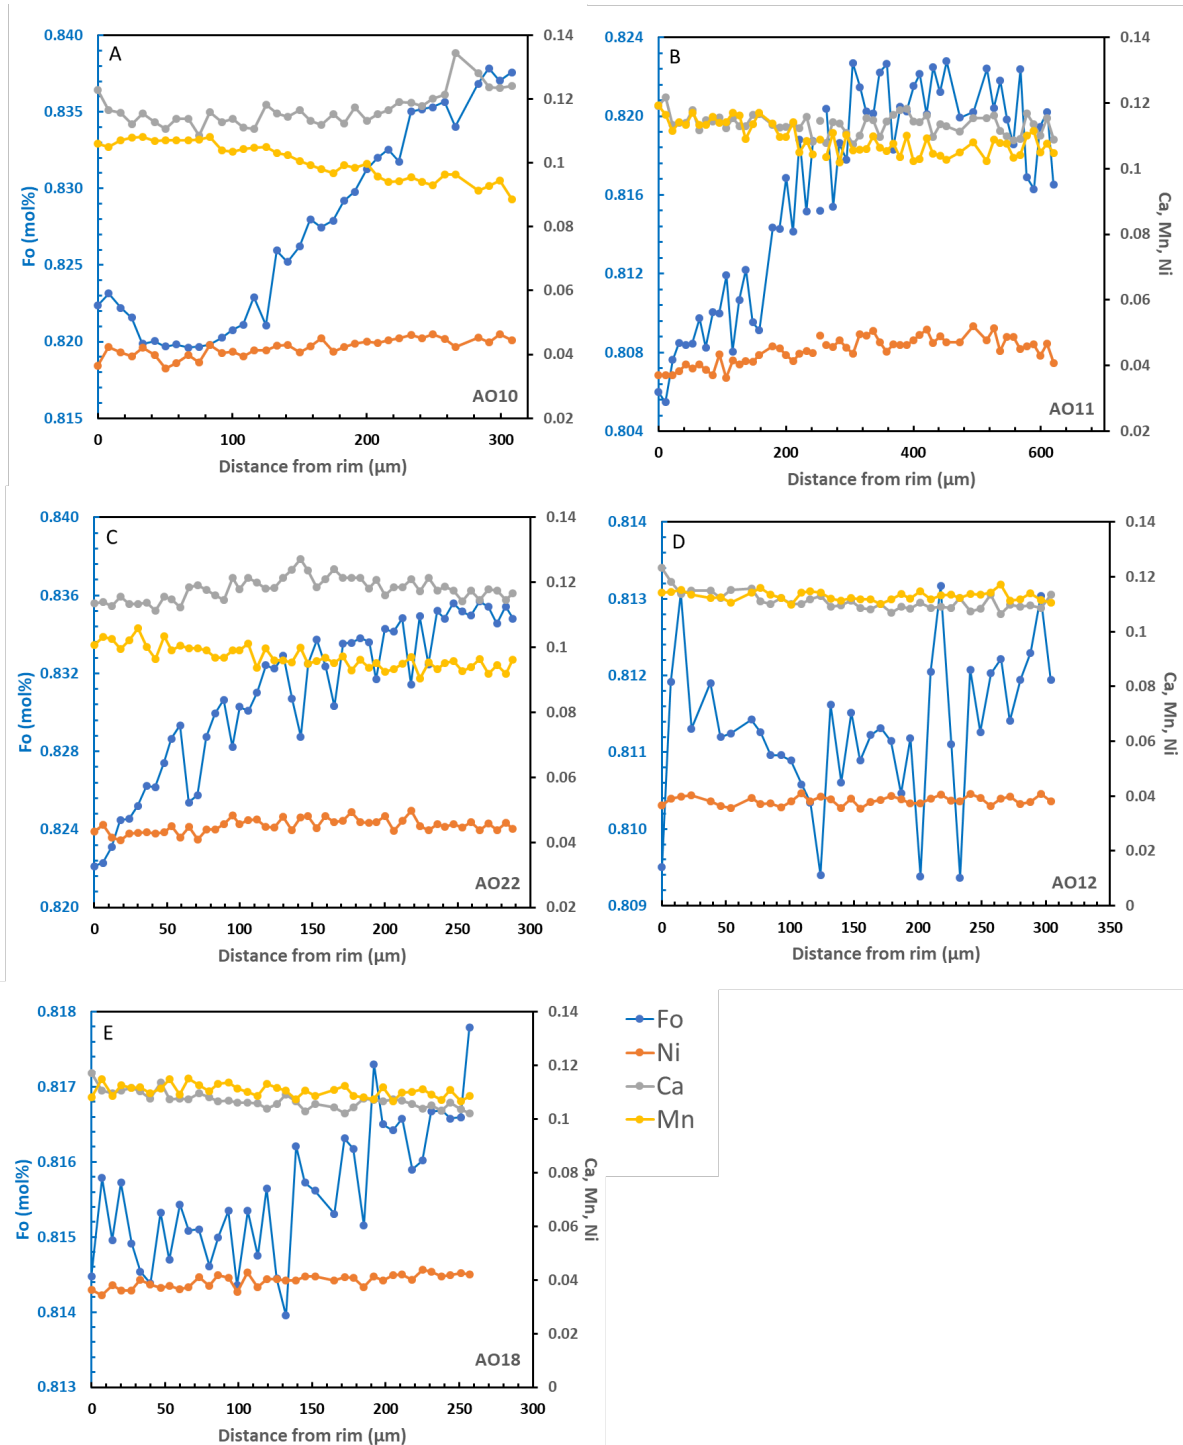 A
0.840
0.835
0.830
0.825
0.820
0.815
Fo (mol%)
0.14
0.12
0.1
0.08
0.06
0.04
0.02
AO10
0 100 200 300
Distance from rim (µm)
B
0.824
0.820
0.816
0.812
0.808
0.804
0.14
0.12
0.1
0.08
0.06
0.04
0.02
Ca, Mn, Ni
AO11
0 200 400 600
Distance from rim (µm)
C
0.840
0.836
0.832
0.828
0.824
0.820
Fo (mol%)
0.14
0.12
0.1
0.08
0.06
0.04
0.02
AO22
0 50 100 150 200 250 300
Distance from rim (µm)
D
0.814
0.813
0.812
0.811
0.810
0.809
0.14
0.12
0.1
0.08
0.06
0.04
0.02
0
Ca, Mn, Ni
AO12
0 50 100 150 200 250 300 350
Distance from rim (µm)
E
0.818
0.817
0.816
0.815
0.814
0.813
Fo (mol%)
0.14
0.12
0.1
0.08
0.06
0.04
0.02
0
Ca, Mn, Ni
AO18
0 50 100 150 200 250 300
Distance from rim (µm)
Fo
Ni
Ca
Mn